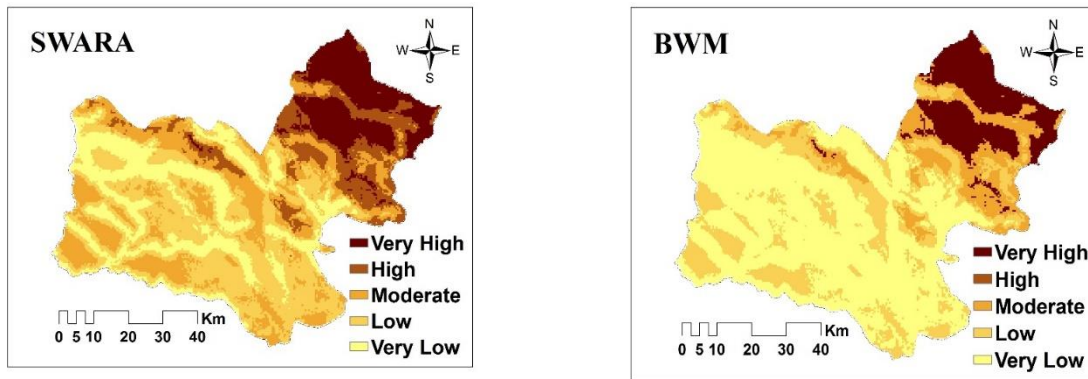 SWARA
N
W E
S
Very High
High
Moderate
Low
Very Low
Km
0 5 10 20 30 40
BWM
N
W E
S
Very High
High
Moderate
Low
Very Low
Km
0 5 10 20 30 40